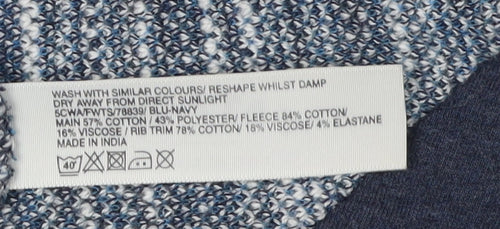 WASH WITH SIMILAR COLOURS/ RESHAPE WHILST DAMP
DRY AWAY FROM DIRECT SUNLIGHT
5CWA/FWTS/78839/ BLU-NAVY
MAIN 57% COTTON/ 43% POLYESTER/ FLEECE 84% COTTON/
16% VISCOSE/ RIB TRIM 78% COTTON/ 18% VISCOSE/ 4% ELASTANE
MADE IN INDIA
40°